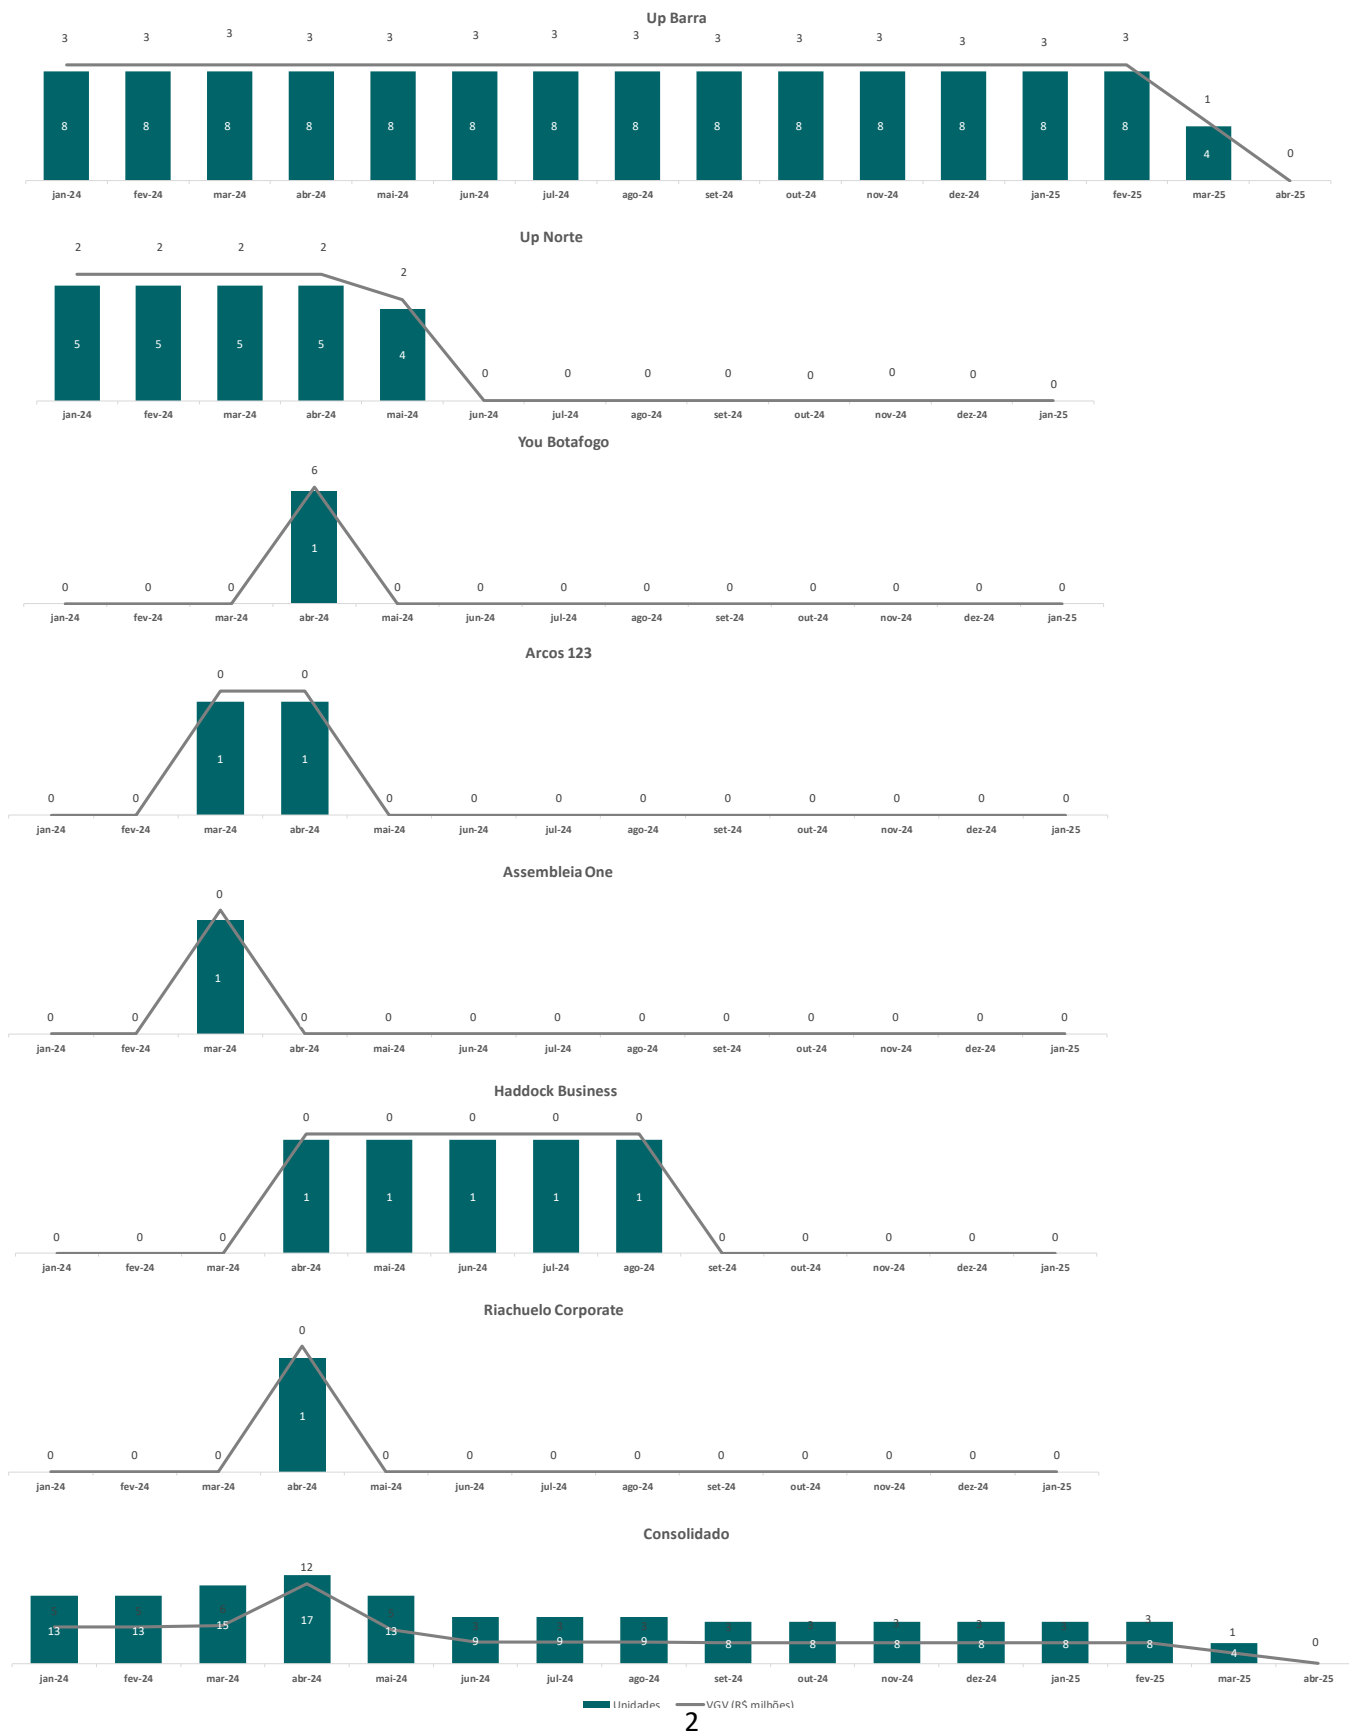 Up Barra
3 3 3 3 3 3 3 3 3 3 3 3 3 3 1 0
8 8 8 8 8 8 8 8 8 8 8 8 8 8 4
jan-24 fev-24 mar-24 abr-24 mai-24 jun-24 jul-24 ago-24 set-24 out-24 nov-24 dez-24 jan-25 fev-25 mar-25 abr-25
Up Norte
2 2 2 2 2 0 0 0 0 0 0 0 0
5 5 5 5 4
jan-24 fev-24 mar-24 abr-24 mai-24 jun-24 jul-24 ago-24 set-24 out-24 nov-24 dez-24 jan-25
You Botafogo
0 0 0 6 0 0 0 0 0 0 0 0 0
1
jan-24 fev-24 mar-24 abr-24 mai-24 jun-24 jul-24 ago-24 set-24 out-24 nov-24 dez-24 jan-25
Arcos 123
0 0 0 0 0 0 0 0 0 0 0 0 0
1 1
jan-24 fev-24 mar-24 abr-24 mai-24 jun-24 jul-24 ago-24 set-24 out-24 nov-24 dez-24 jan-25
Assembleia One
0 0 0 0 0 0 0 0 0 0 0 0 0
1
jan-24 fev-24 mar-24 abr-24 mai-24 jun-24 jul-24 ago-24 set-24 out-24 nov-24 dez-24 jan-25
Haddock Business
0 0 0 0 0 0 0 0 0 0 0 0 0
1 1 1 1 1
jan-24 fev-24 mar-24 abr-24 mai-24 jun-24 jul-24 ago-24 set-24 out-24 nov-24 dez-24 jan-25
Riachuelo Corporate
0 0 0 0 0 0 0 0 0 0 0 0 0
1
jan-24 fev-24 mar-24 abr-24 mai-24 jun-24 jul-24 ago-24 set-24 out-24 nov-24 dez-24 jan-25
Consolidado
12 3 1 0
13 13 15 17 13 9 9 9 8 8 8 8 8 8 4
jan-24 fev-24 mar-24 abr-24 mai-24 jun-24 jul-24 ago-24 set-24 out-24 nov-24 dez-24 jan-25 fev-25 mar-25 abr-25
Unidades VGV (R$ milhões)
2